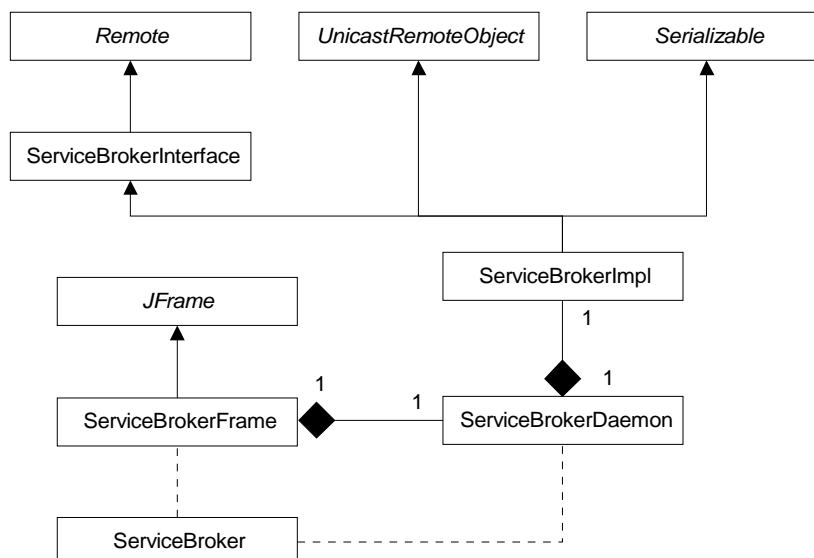 Remote
UnicastRemoteObject
Serializable
ServiceBrokerInterface
ServiceBrokerImpl
JFrame
1
1
1
1
ServiceBrokerFrame
ServiceBrokerDaemon
ServiceBroker